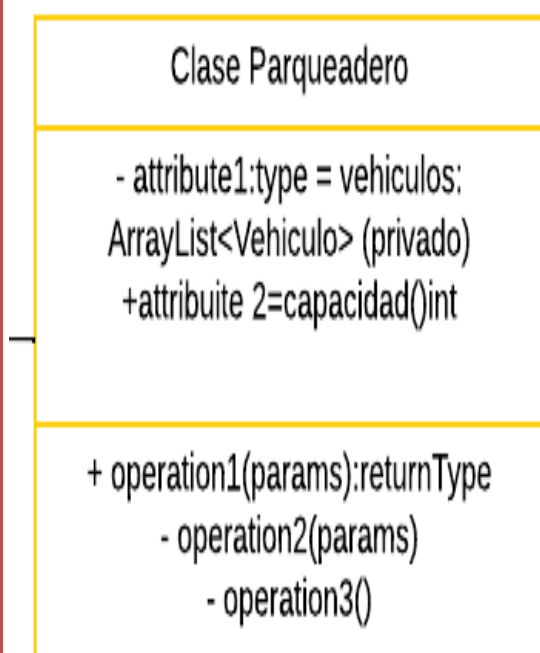 Clase Parqueadero
- attribute1:type = vehiculos:
ArrayList<Vehiculo> (privado)
+attribuite 2=capacidad()int
+ operation1(params):returnType
- operation2(params)
- operation3()